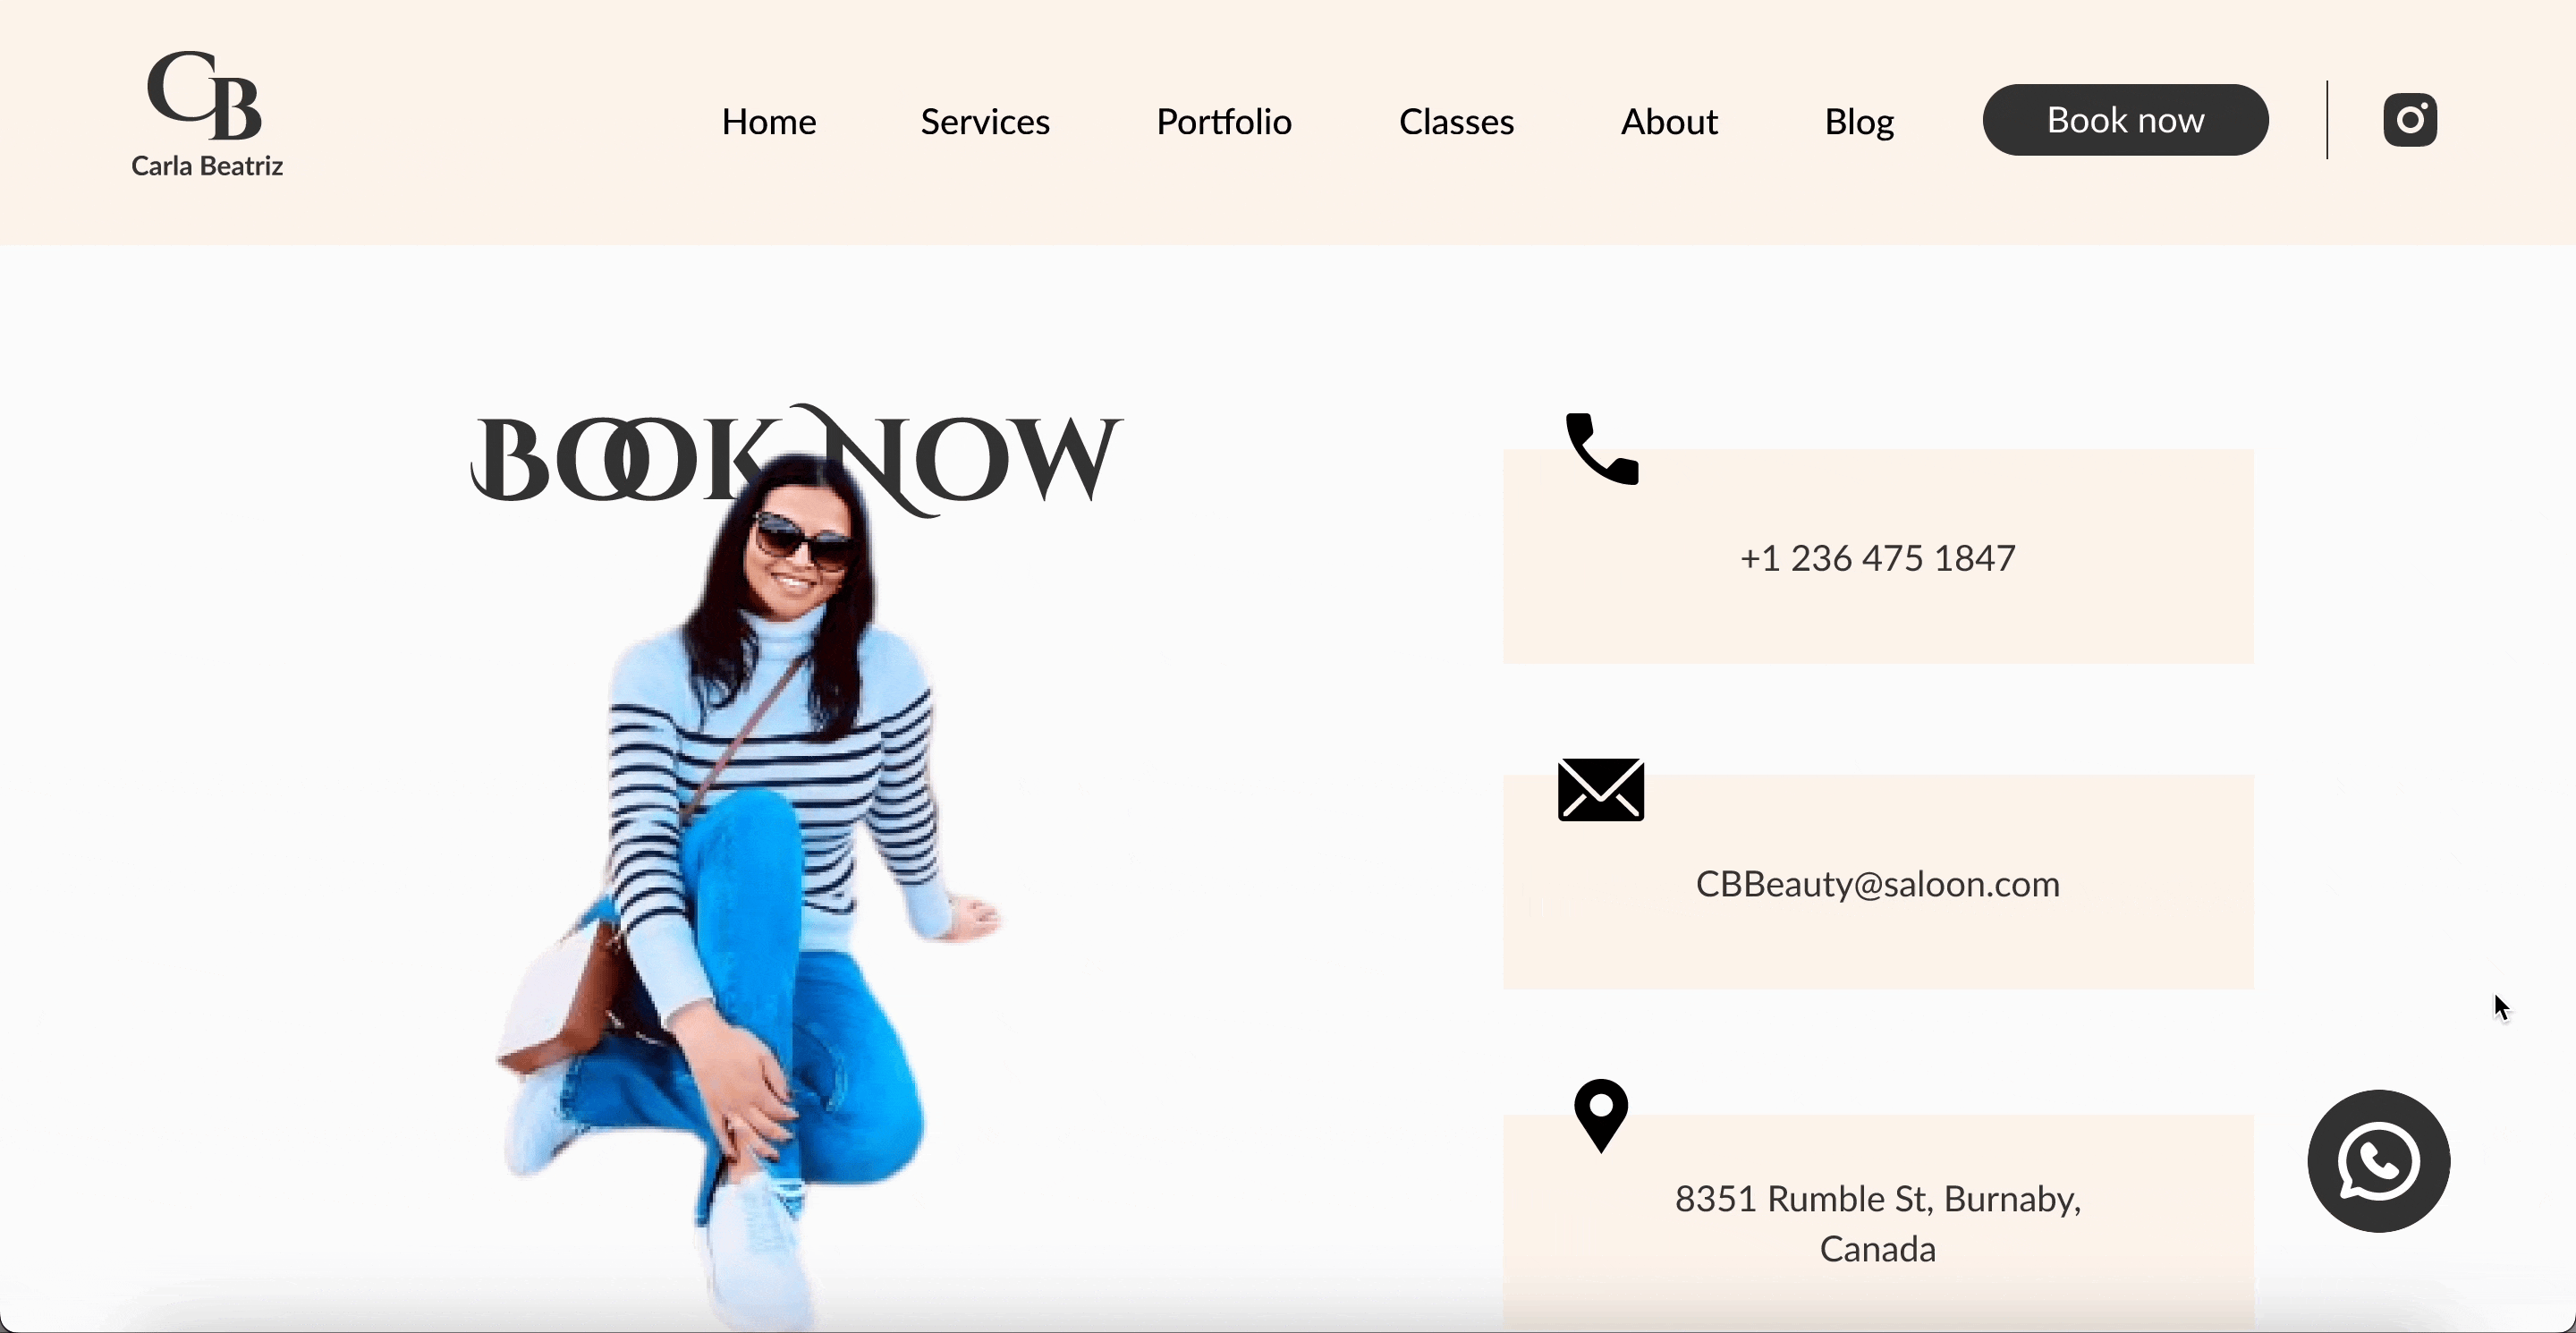 CB
Carla Beatriz
Home
Services
Portfolio
Classes
About
Blog
Book now
BOOK NOW
+1 236 475 1847
CBBeauty@saloon.com
8351 Rumble St, Burnaby,
Canada